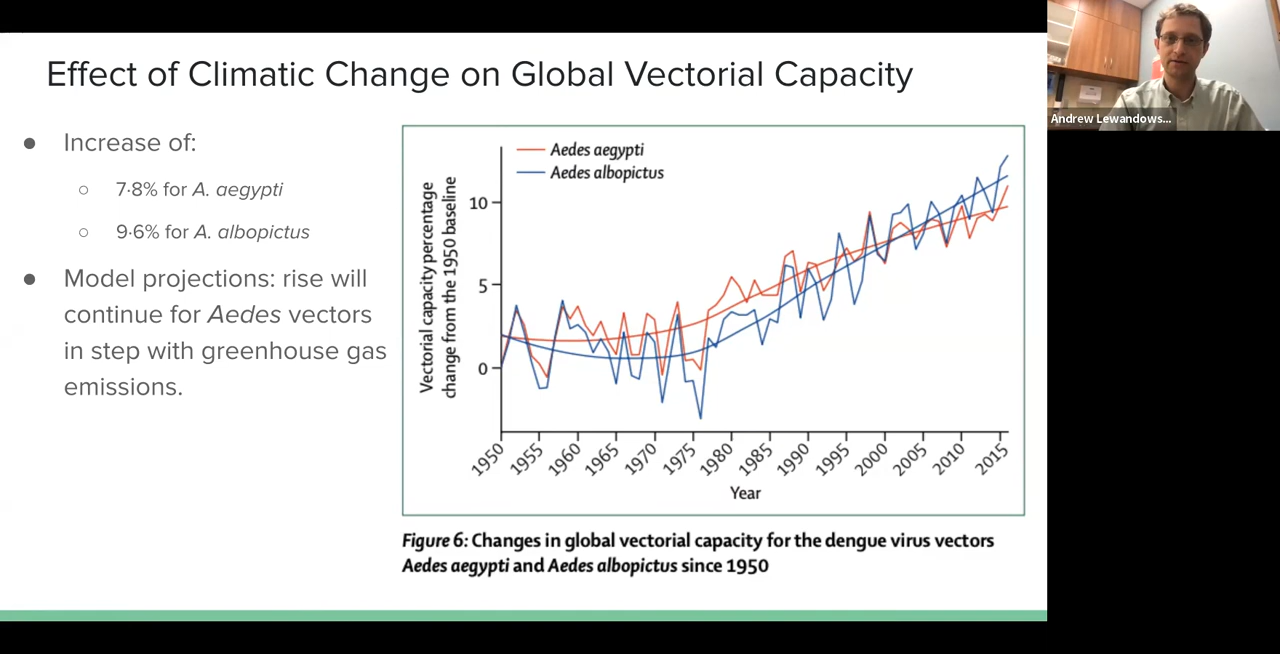 Effect of Climatic Change on Global Vectorial Capacity
● Increase of:
○ 7·8% for A. aegypti
○ 9·6% for A. albopictus
● Model projections: rise will
continue for Aedes vectors
in step with greenhouse gas
emissions.
Aedes aegypti
Aedes albopictus
Vectorial capacity percentage
change from the 1950 baseline
10
5
0
1950 1955 1960 1965 1970 1975 1980 1985 1990 1995 2000 2005 2010 2015
Year
Figure 6: Changes in global vectorial capacity for the dengue virus vectors
Aedes aegypti and Aedes albopictus since 1950
Andrew Lewandows...